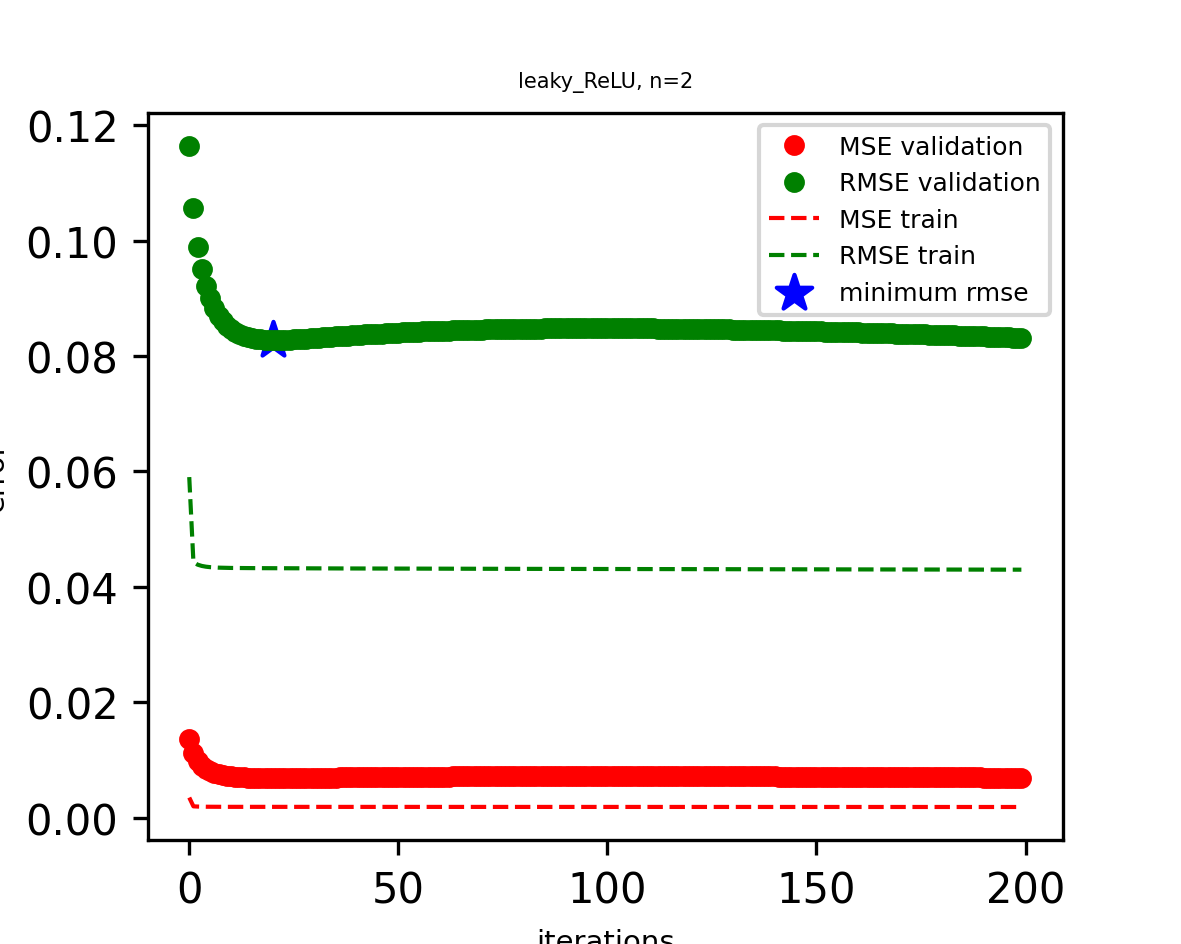 leaky_ReLU, n=2
0.12
0.10
0.08
0.06
0.04
0.02
0.00
MSE validation
RMSE validation
MSE train
RMSE train
minimum rmse
0 50 100 150 200
iterations